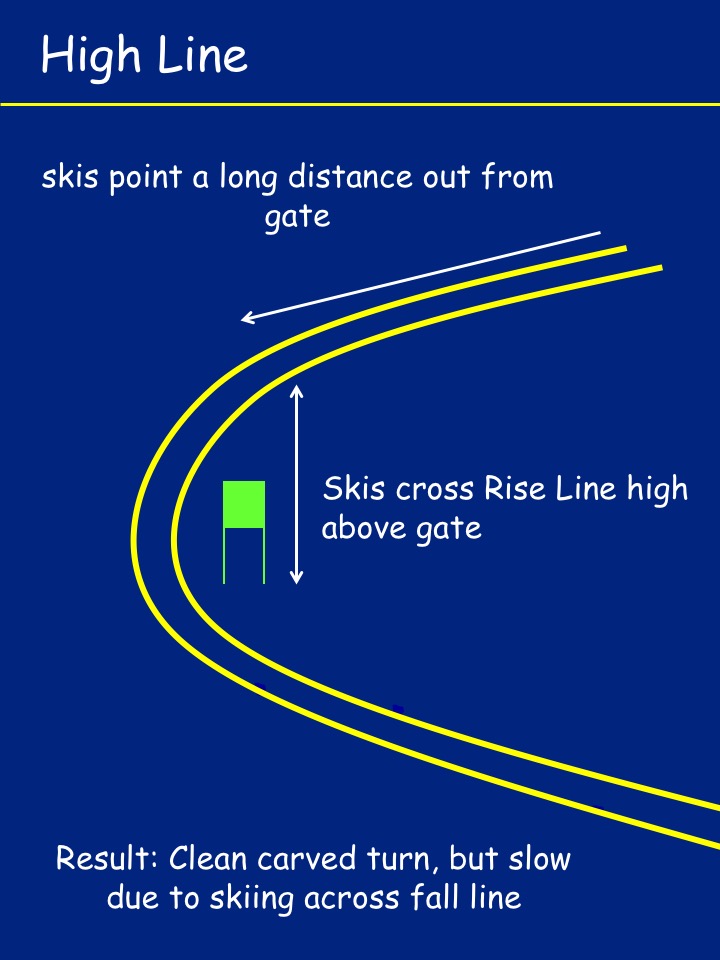 High Line
skis point a long distance out from
gate
Skis cross Rise Line high
above gate
Result: Clean carved turn, but slow
due to skiing across fall line